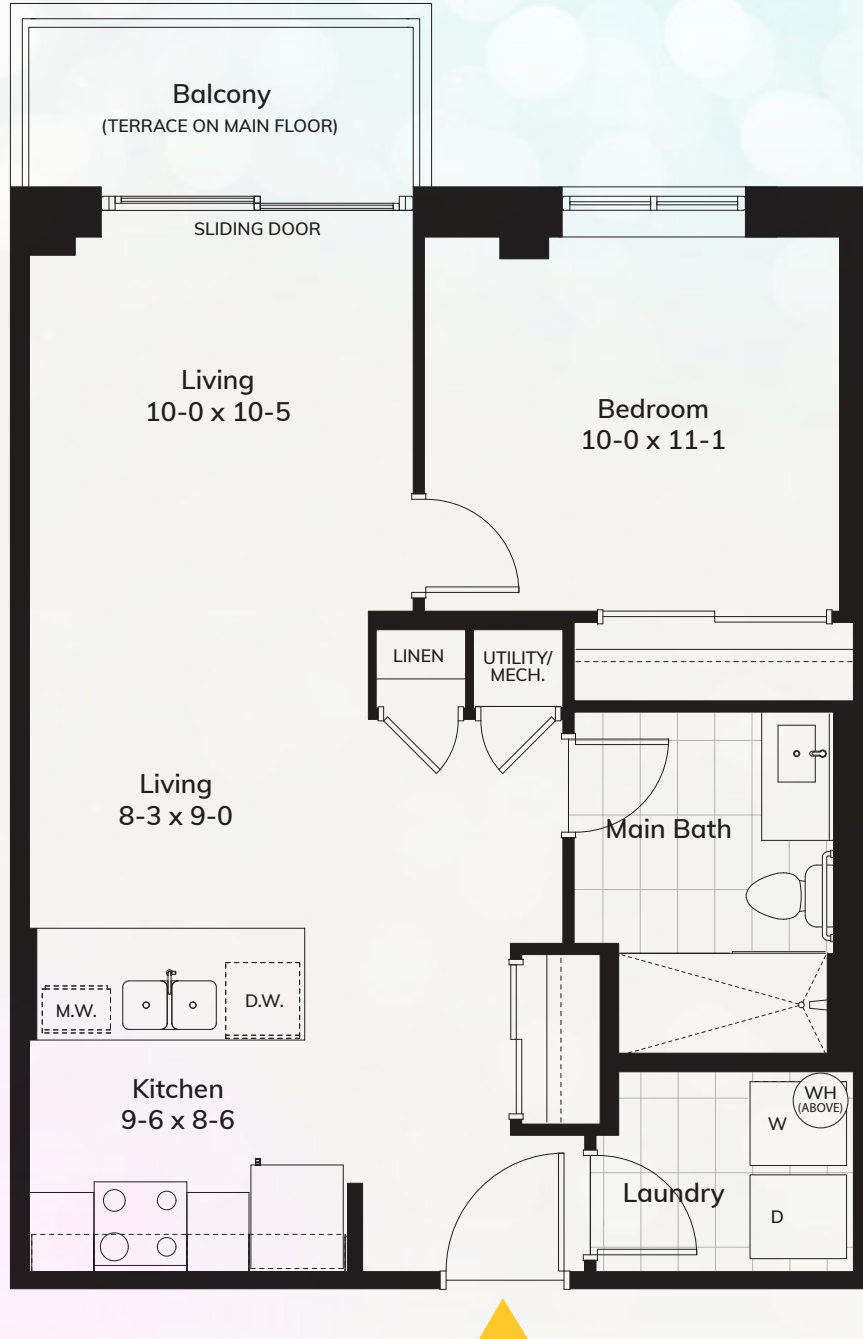 Balcony
(TERRACE ON MAIN FLOOR)
SLIDING DOOR
Living
10-0 x 10-5
Bedroom
10-0 x 11-1
LINEN
UTILITY/
MECH.
Living
8-3 x 9-0
Main Bath
M.W.
D.W.
Kitchen
9-6 x 8-6
WH
(ABOVE)
W
Laundry
D